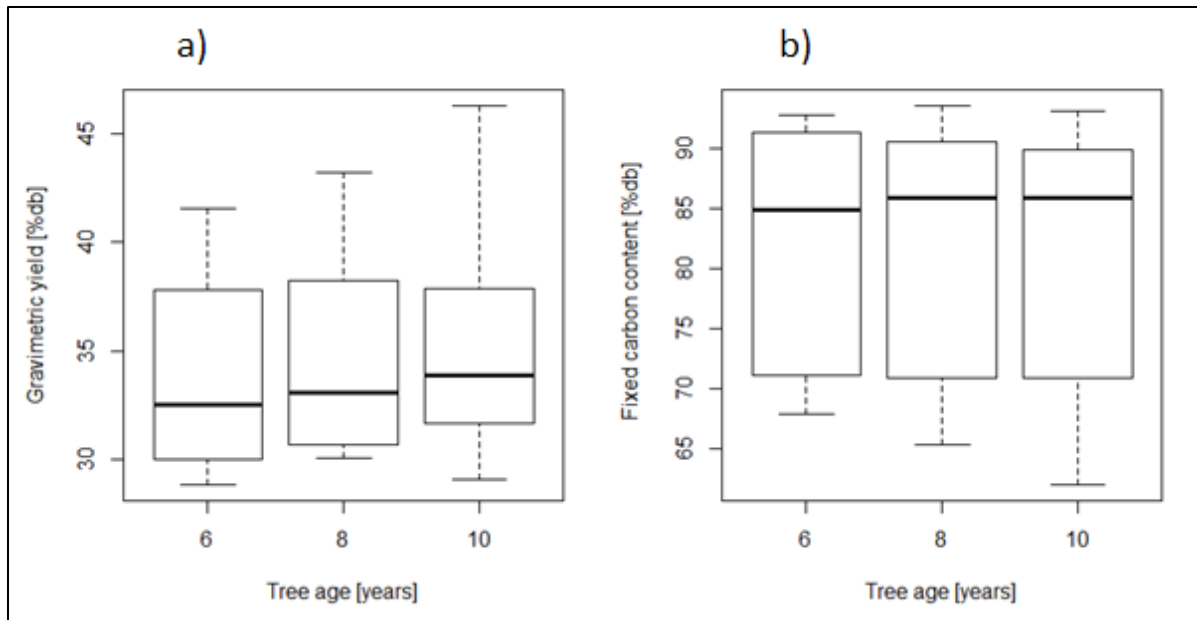 a)
Gravimetric yield [%db]
45
40
35
30
6 8 10
Tree age [years]
b)
Fixed carbon content [%db]
90
85
80
75
70
65
6 8 10
Tree age [years]